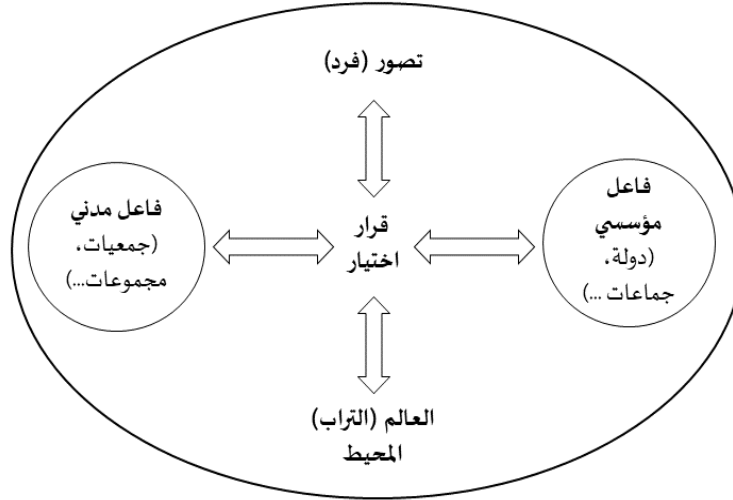 تصور (فرد)
فاعل
مؤسسي
(دولة،
جماعات ...)
قرار
اختيار
فاعل مدني
(جمعيات،
مجموعات...)
العالم (التراب)
المحيط